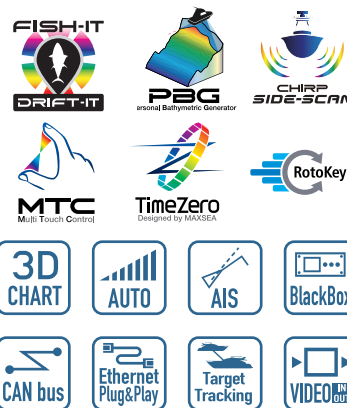 FISH-IT
DRIFT-IT
PBG
ersonal Bathymetric Generator
CHIRP
SIDE-SCAN
MTC
Multi Touch Control
TimeZero
Designed by MAXSEA
RotoKey
3D
CHART
AUTO
AIS
BlackBox
CAN bus
Ethernet
Plug&Play
Target
Tracking
VIDEO IN
OUT